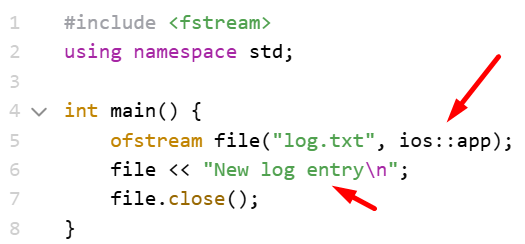 1 #include <fstream>
2 using namespace std;
3
4 int main() {
5     ofstream file("log.txt", ios::app);
6     file << "New log entry\n";
7     file.close();
8 }